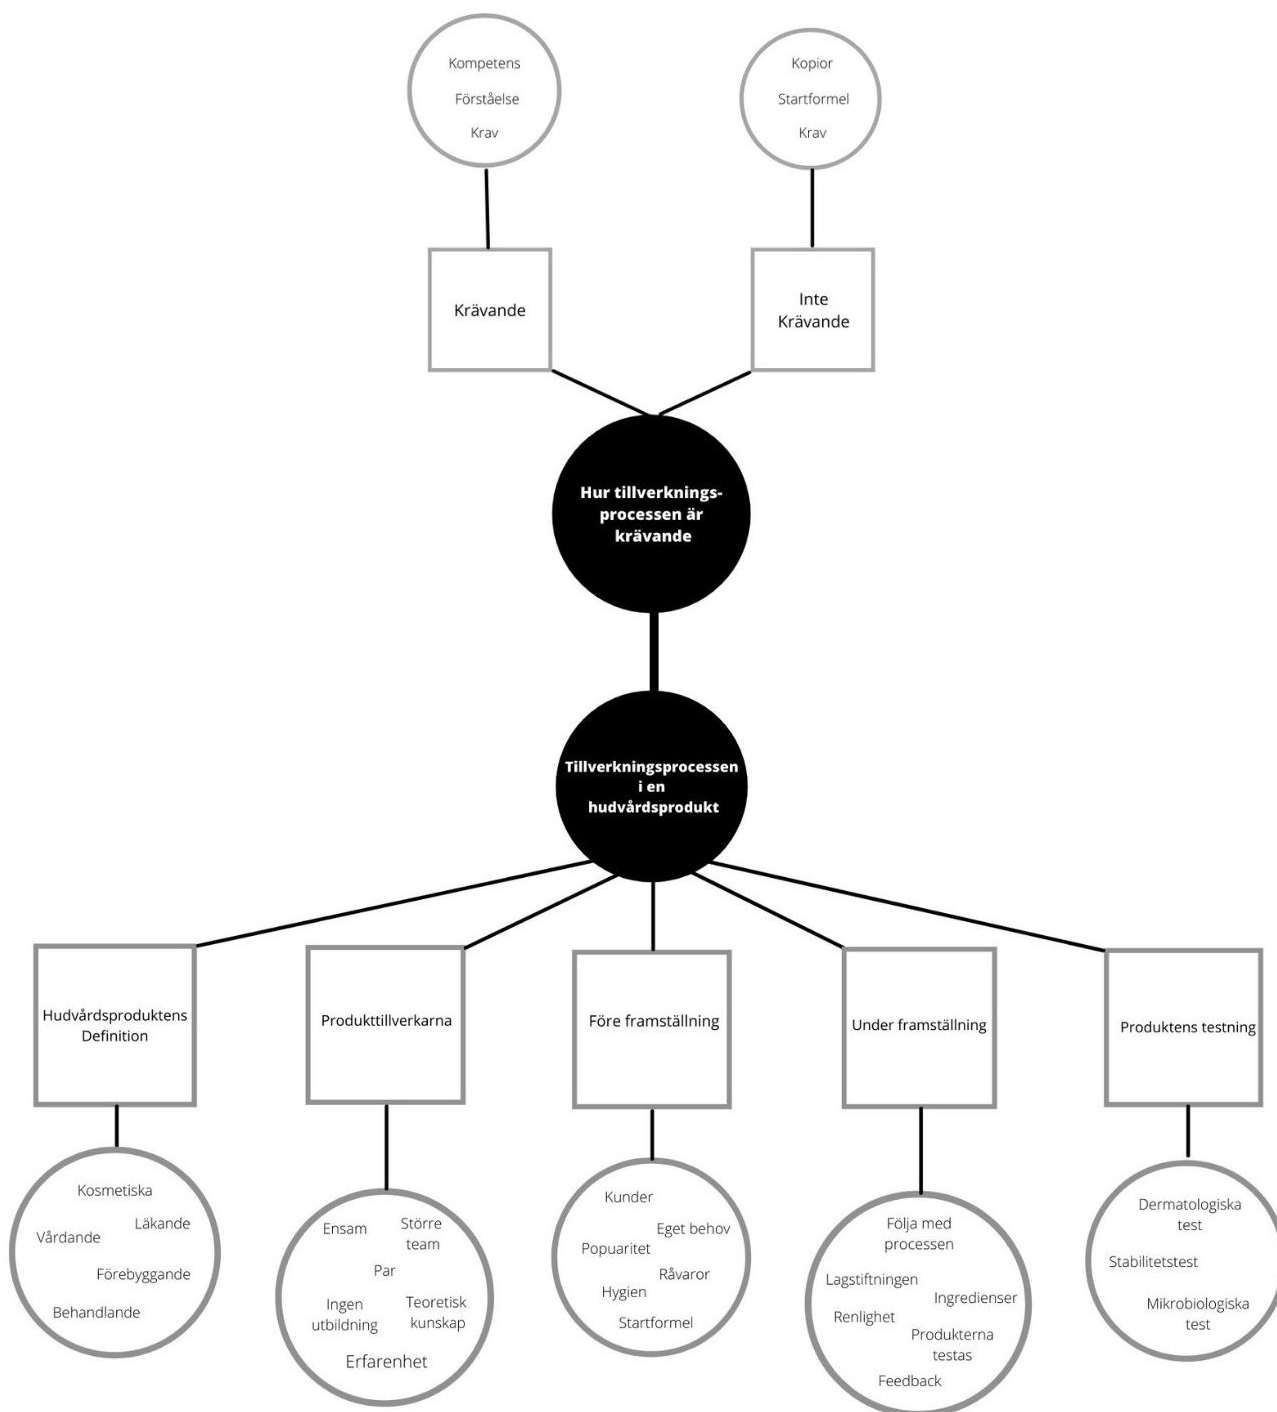 Kompetens
Förståelse
Krav
Kopior
Startformel
Krav
Krävande
Inte
Krävande
Hur tillverknings-
processen är
krävande
Tillverkningsprocessen
i en
hudvårdsprodukt
Hudvårdsproduktens
Definition
Produkttillverkarna
Före framställning
Under framställning
Produktens testning
Kosmetiska
Läkande
Vårdande
Förebyggande
Behandlande
Ensam
Större
team
Par
Ingen
utbildning
Teoretisk
kunskap
Erfarenhet
Kunder
Eget behov
Popuaritet
Råvaror
Hygien
Startformel
Följa med
processen
Lagstiftningen
Ingredienser
Renlighet
Produkterna
testas
Feedback
Dermatologiska
test
Stabilitetstest
Mikrobiologiska
test